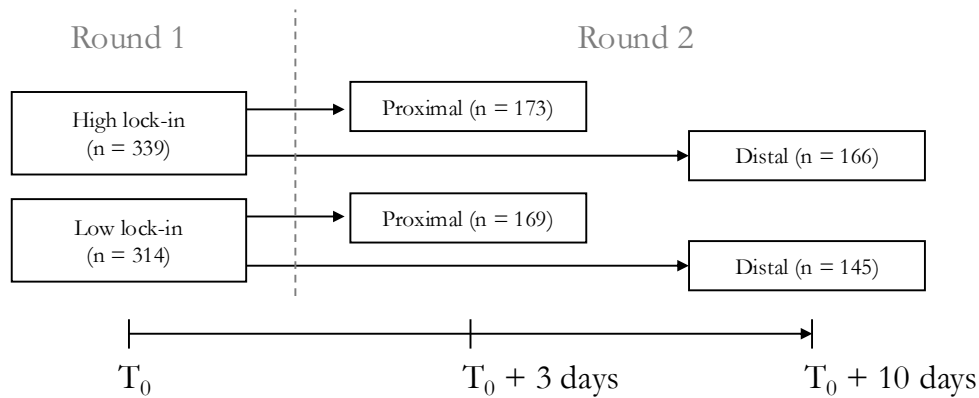 Round 1
Round 2
High lock-in
(n = 339)
Proximal (n = 173)
Distal (n = 166)
Low lock-in
(n = 314)
Proximal (n = 169)
Distal (n = 145)
T₀
T₀ + 3 days
T₀ + 10 days